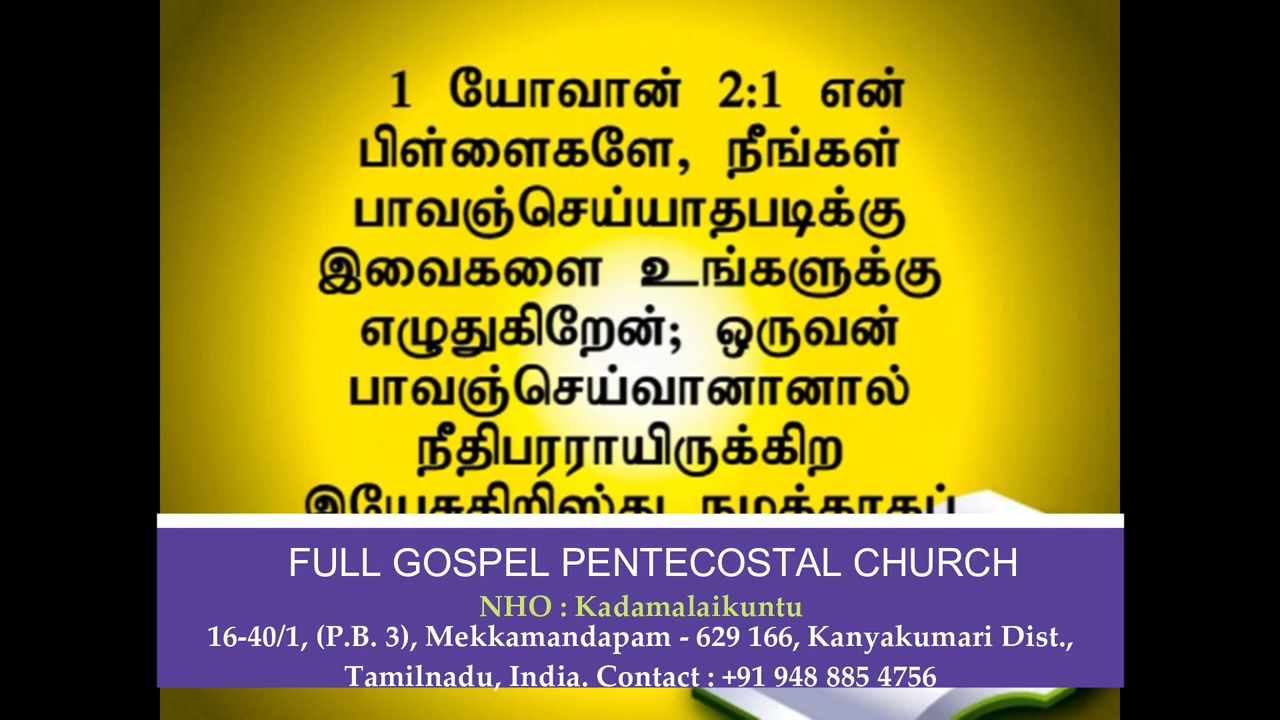 1 யோவான் 2:1 என்
பிள்ளைகளே, நீங்கள்
பாவஞ்செய்யாதபடிக்கு
இவைகளை உங்களுக்கு
எழுதுகிறேன்; ஒருவன்
பாவஞ்செய்வானானால்
நீதிபரராயிருக்கிற
FULL GOSPEL PENTECOSTAL CHURCH
NHO : Kadamalaikuntu
16-40/1, (P.B. 3), Mekkamandapam - 629 166, Kanyakumari Dist.,
Tamilnadu, India. Contact : +91 948 885 4756